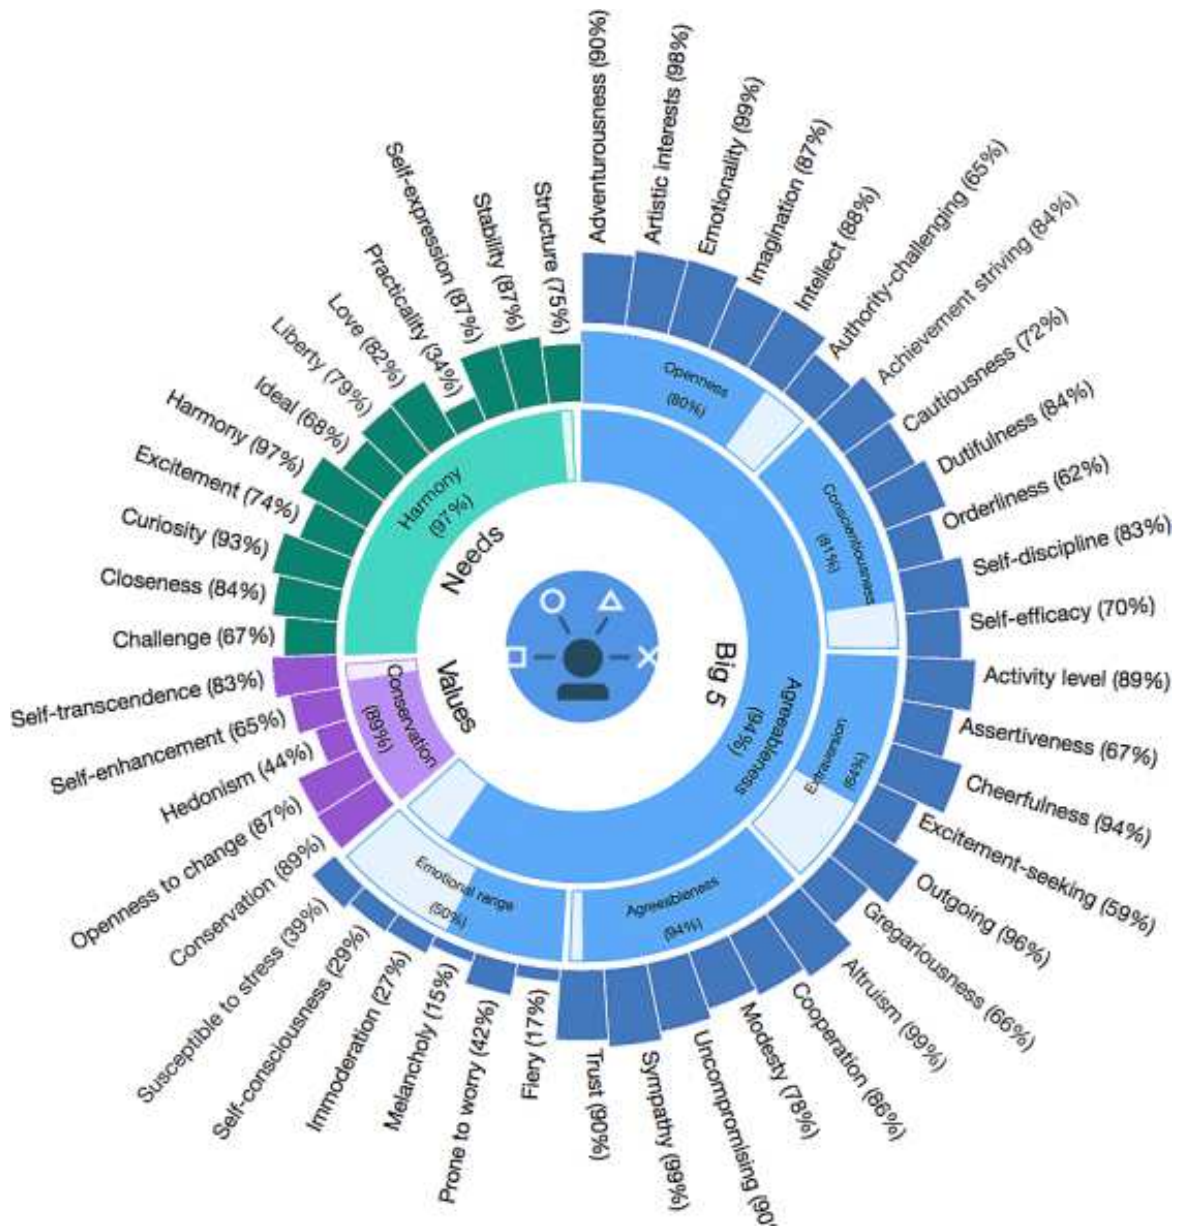 Adventurousness (90%)
Artistic interests (98%)
Emotionality (99%)
Imagination (87%)
Intellect (88%)
Authority-challenging (65%)
Achievement striving (84%)
Cautiousness (72%)
Dutifulness (84%)
Orderliness (62%)
Self-discipline (83%)
Self-efficacy (70%)
Activity level (89%)
Assertiveness (67%)
Cheerfulness (94%)
Excitement-seeking (59%)
Outgoing (96%)
Gregariousness (66%)
Altruism (99%)
Cooperation (86%)
Modesty (78%)
Uncompromising (90%
Sympathy (99%)
Trust (90%)
Fiery (17%)
Prone to worry (42%)
Melancholy (15%)
Immoderation (27%)
Self-consciousness (29%)
Susceptible to stress (39%)
Conservation (89%)
Openness to change (87%)
Hedonism (44%)
Self-enhancement (65%)
Self-transcendence (83%)
Challenge (67%)
Closeness (84%)
Curiosity (93%)
Excitement (74%)
Harmony (97%)
Ideal (68%)
Liberty (79%)
Love (82%)
Practicality (34%)
Self-expression (87%)
Stability (87%)
Structure (75%)
Openness
(80%)
Conscientiousness
(81%)
Extraversion
(64%)
Agreeableness
(94%)
Emotional range
(50%)
Conservation
(89%)
Harmony
(97%)
Agreeableness
(94%)
Needs
Values
Big 5